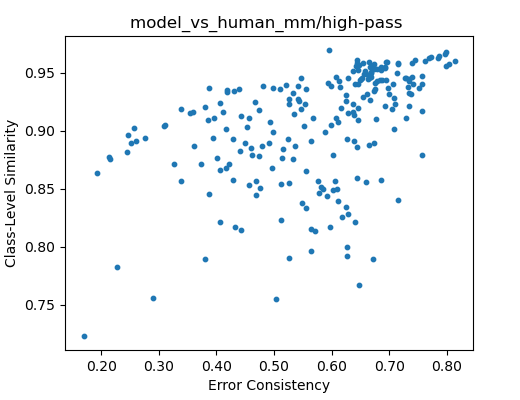 model_vs_human_mm/high-pass
Class-Level Similarity
0.95
0.90
0.85
0.80
0.75
0.20 0.30 0.40 0.50 0.60 0.70 0.80
Error Consistency